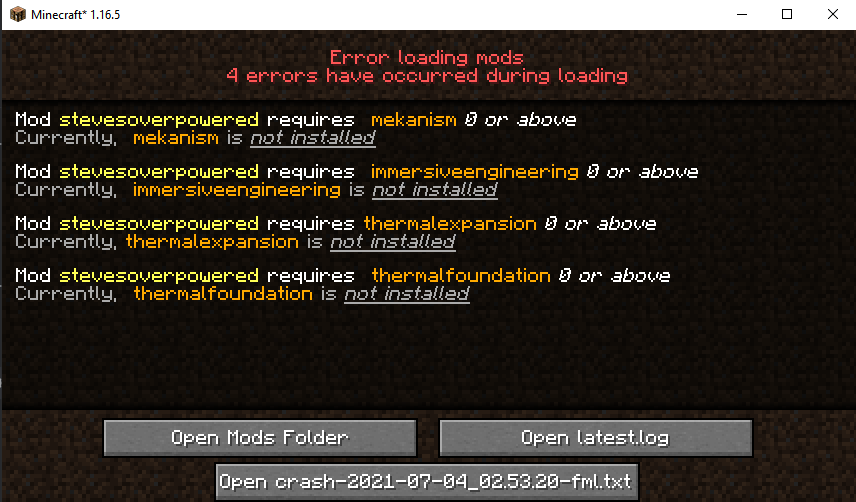 Minecraft* 1.16.5
Error loading mods
4 errors have occurred during loading
Mod stevesoverpowered requires mekanism 0 or above
Currently, mekanism is not installed
Mod stevesoverpowered requires immersiveengineering 0 or above
Currently, immersiveengineering is not installed
Mod stevesoverpowered requires thermalexpansion 0 or above
Currently, thermalexpansion is not installed
Mod stevesoverpowered requires thermalfoundation 0 or above
Currently, thermalfoundation is not installed
Open Mods Folder
Open latest.log
Open crash-2021-07-04_02.53.20-fml.txt